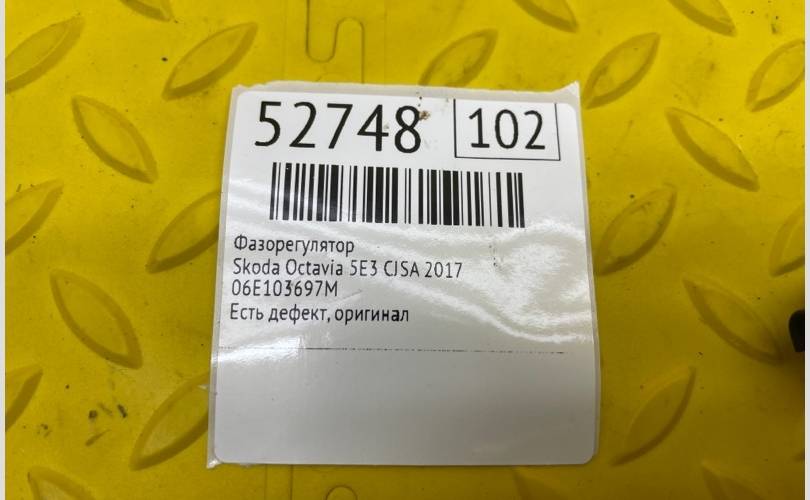 52748 102
Фазорегулятор
Skoda Octavia 5E3 CJSA 2017
06E103697M
Есть дефект, оригинал